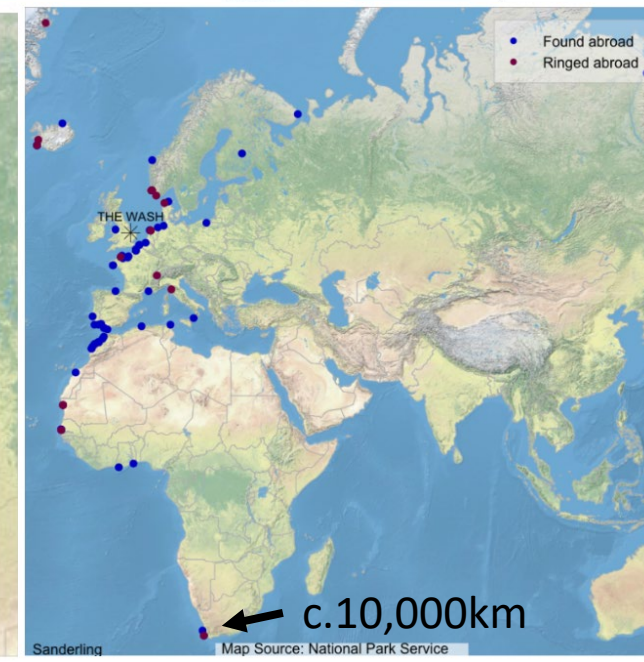 Found abroad
Ringed abroad
THE WASH
c.10,000km
Sanderling
Map Source: National Park Service